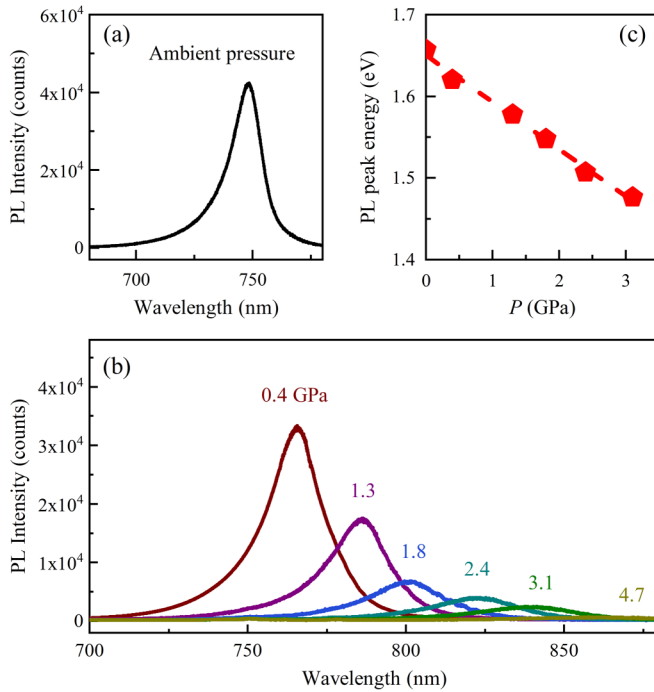 (a)
Ambient pressure
PL Intensity (counts)
6x10⁴
4x10⁴
2x10⁴
0
700
750
Wavelength (nm)
(c)
PL peak energy (eV)
1.7
1.6
1.5
1.4
0
1
2
3
P (GPa)
(b)
PL Intensity (counts)
4x10⁴
3x10⁴
2x10⁴
1x10⁴
0
0.4 GPa
1.3
1.8
2.4
3.1
4.7
700
750
800
850
Wavelength (nm)